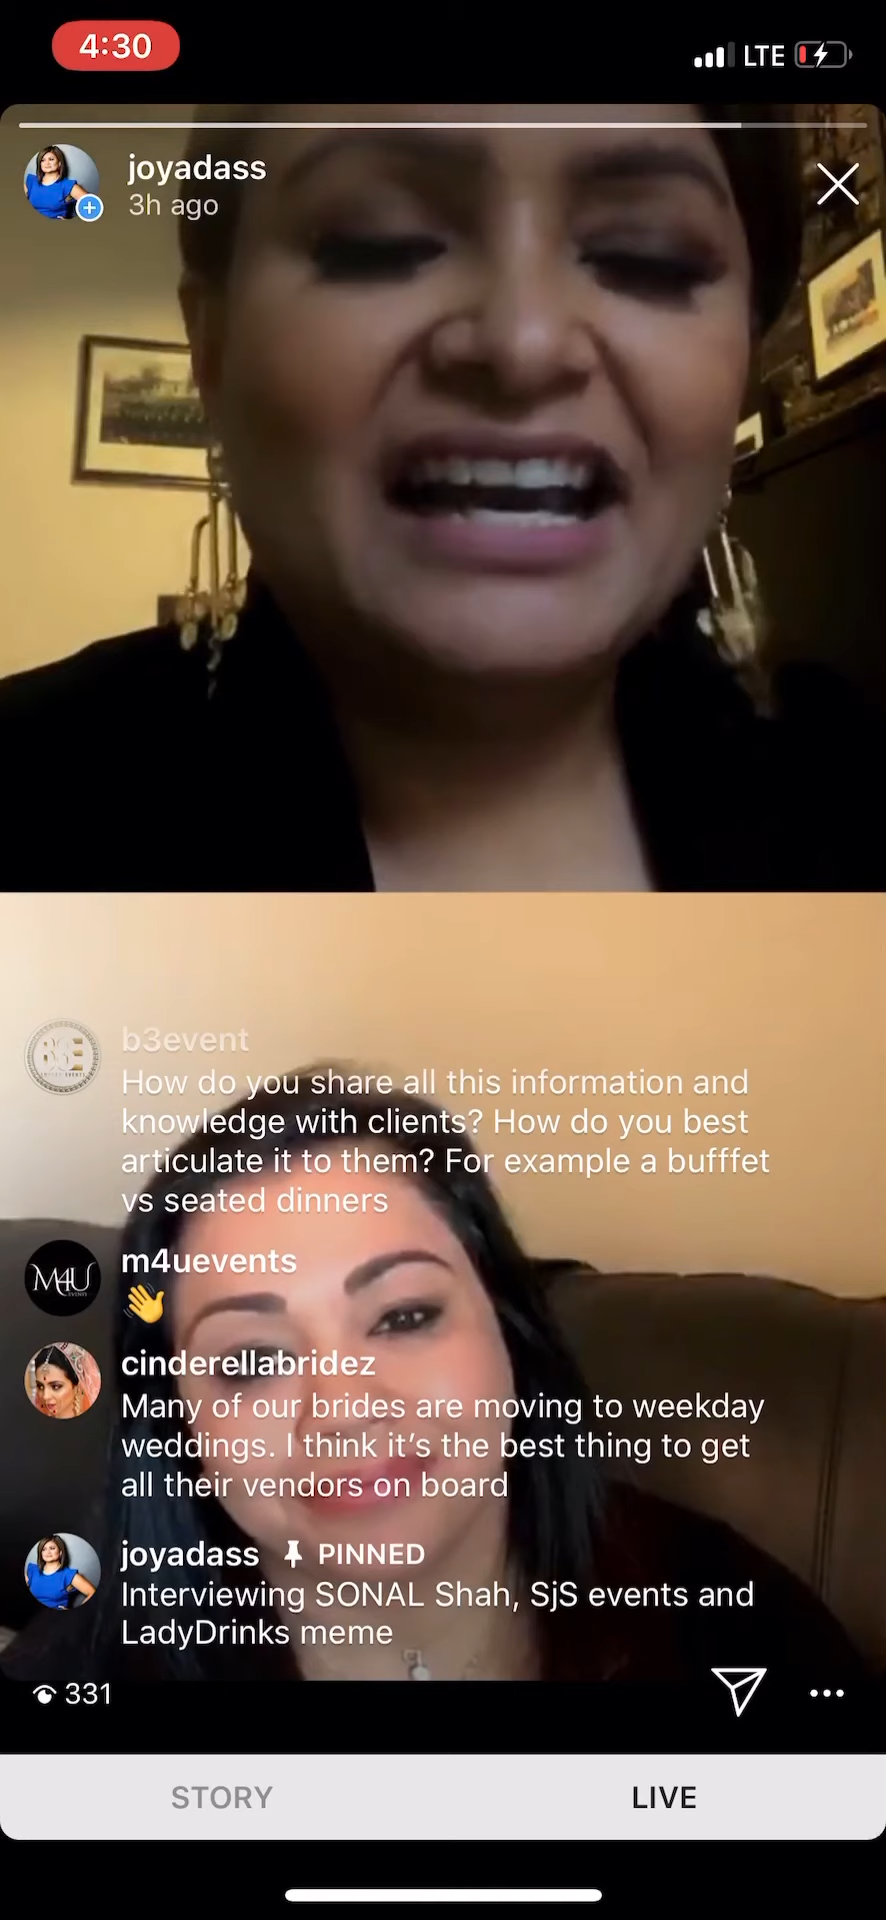 4:30
LTE
joyadass
3h ago
b3event
How do you share all this information and
knowledge with clients? How do you best
articulate it to them? For example a bufffet
vs seated dinners
m4uevents
👋
cinderellabridez
Many of our brides are moving to weekday
weddings. I think it's the best thing to get
all their vendors on board
joyadass PINNED
Interviewing SONAL Shah, SjS events and
LadyDrinks meme
331
STORY
LIVE
M4U